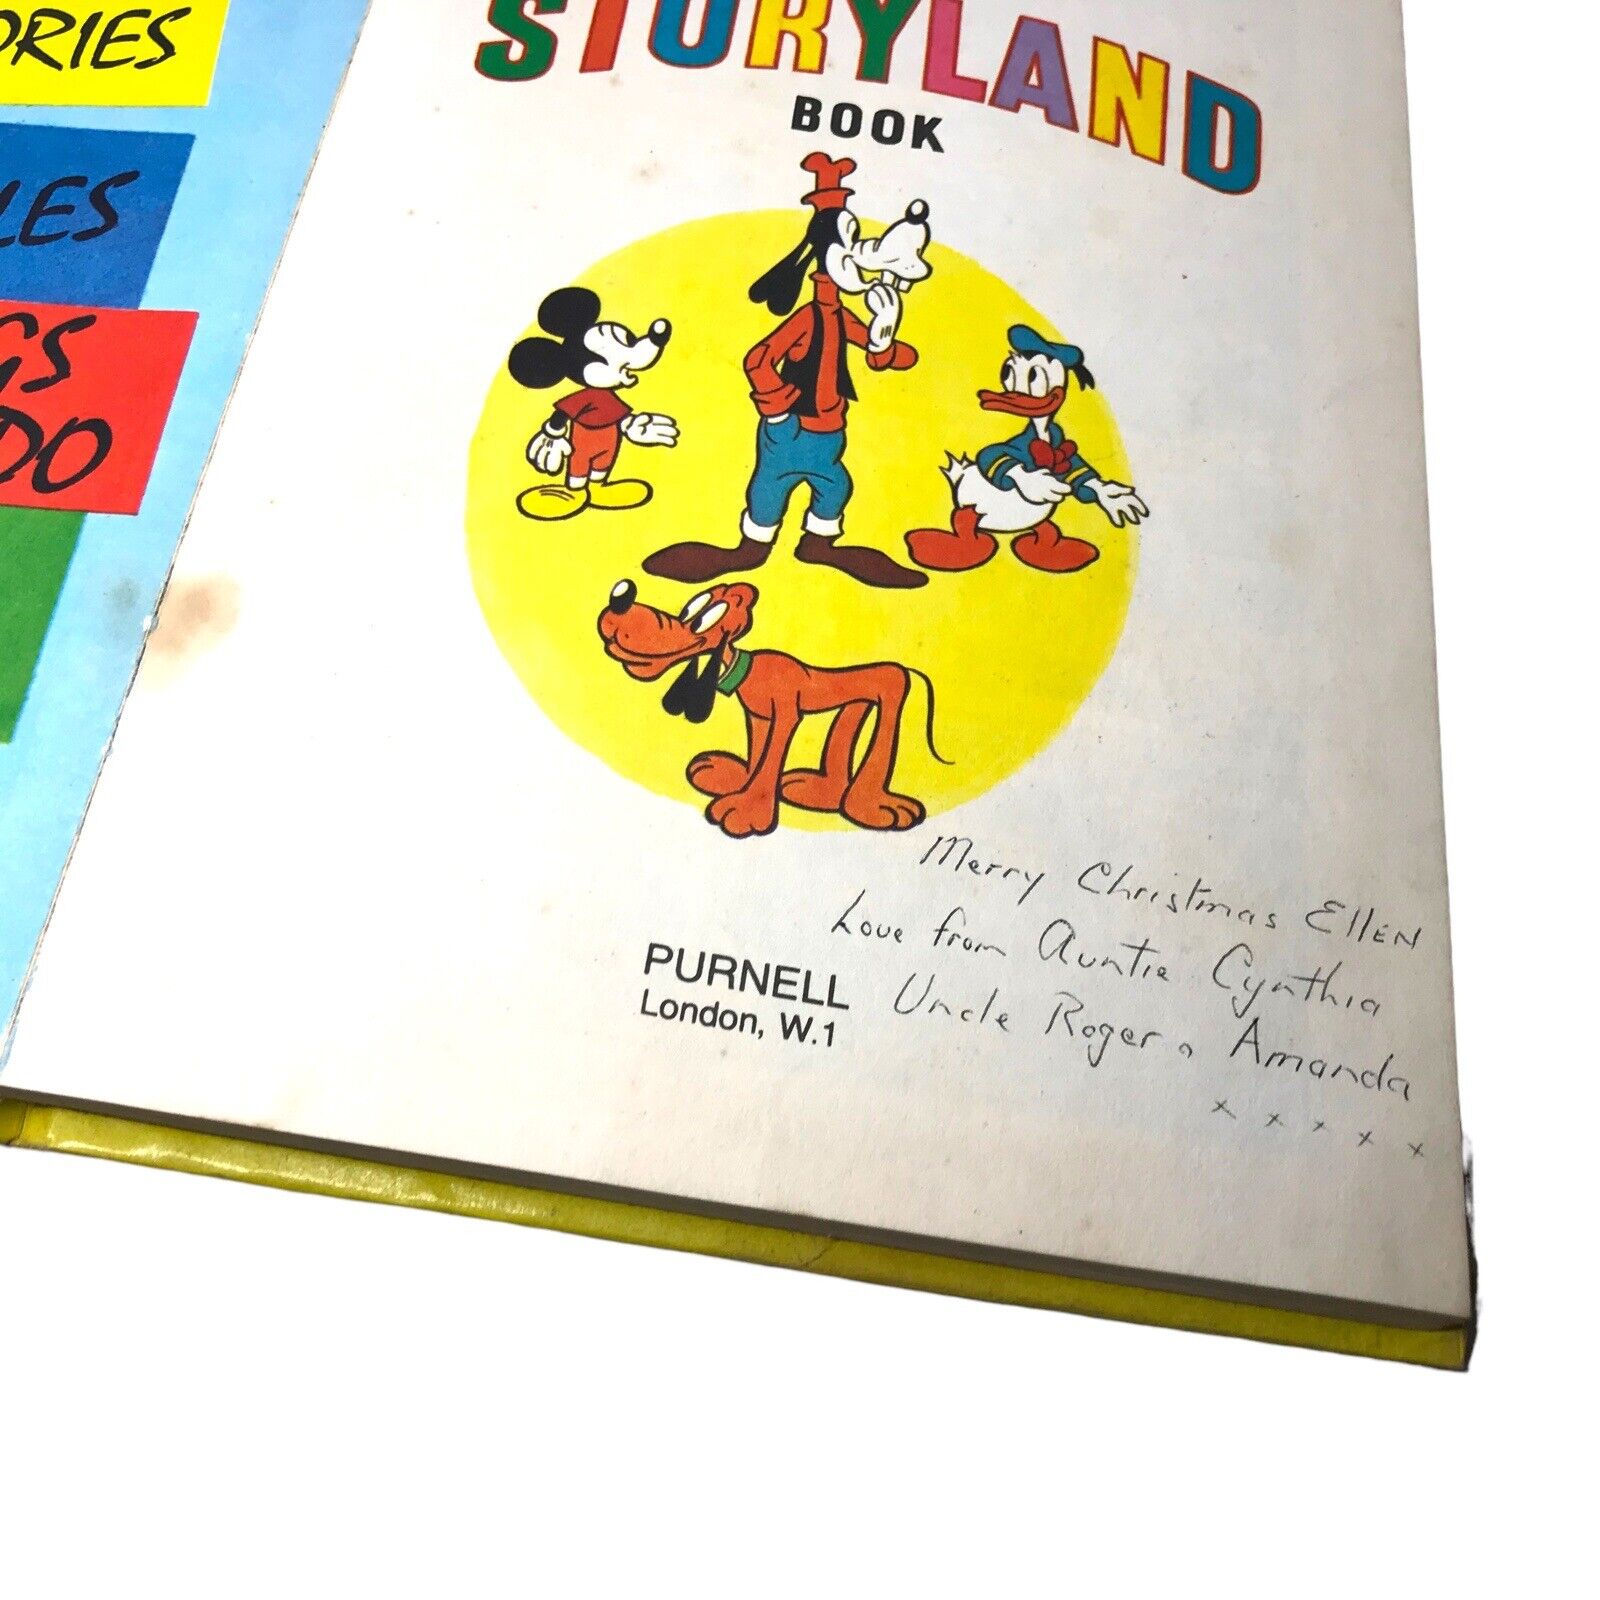 ORIES
LES
GS
DO
STORYLAND
BOOK
Merry Christmas Ellen
Love from Auntie Cynthia
Uncle Roger, Amanda
x x x x x
PURNELL
London, W.1